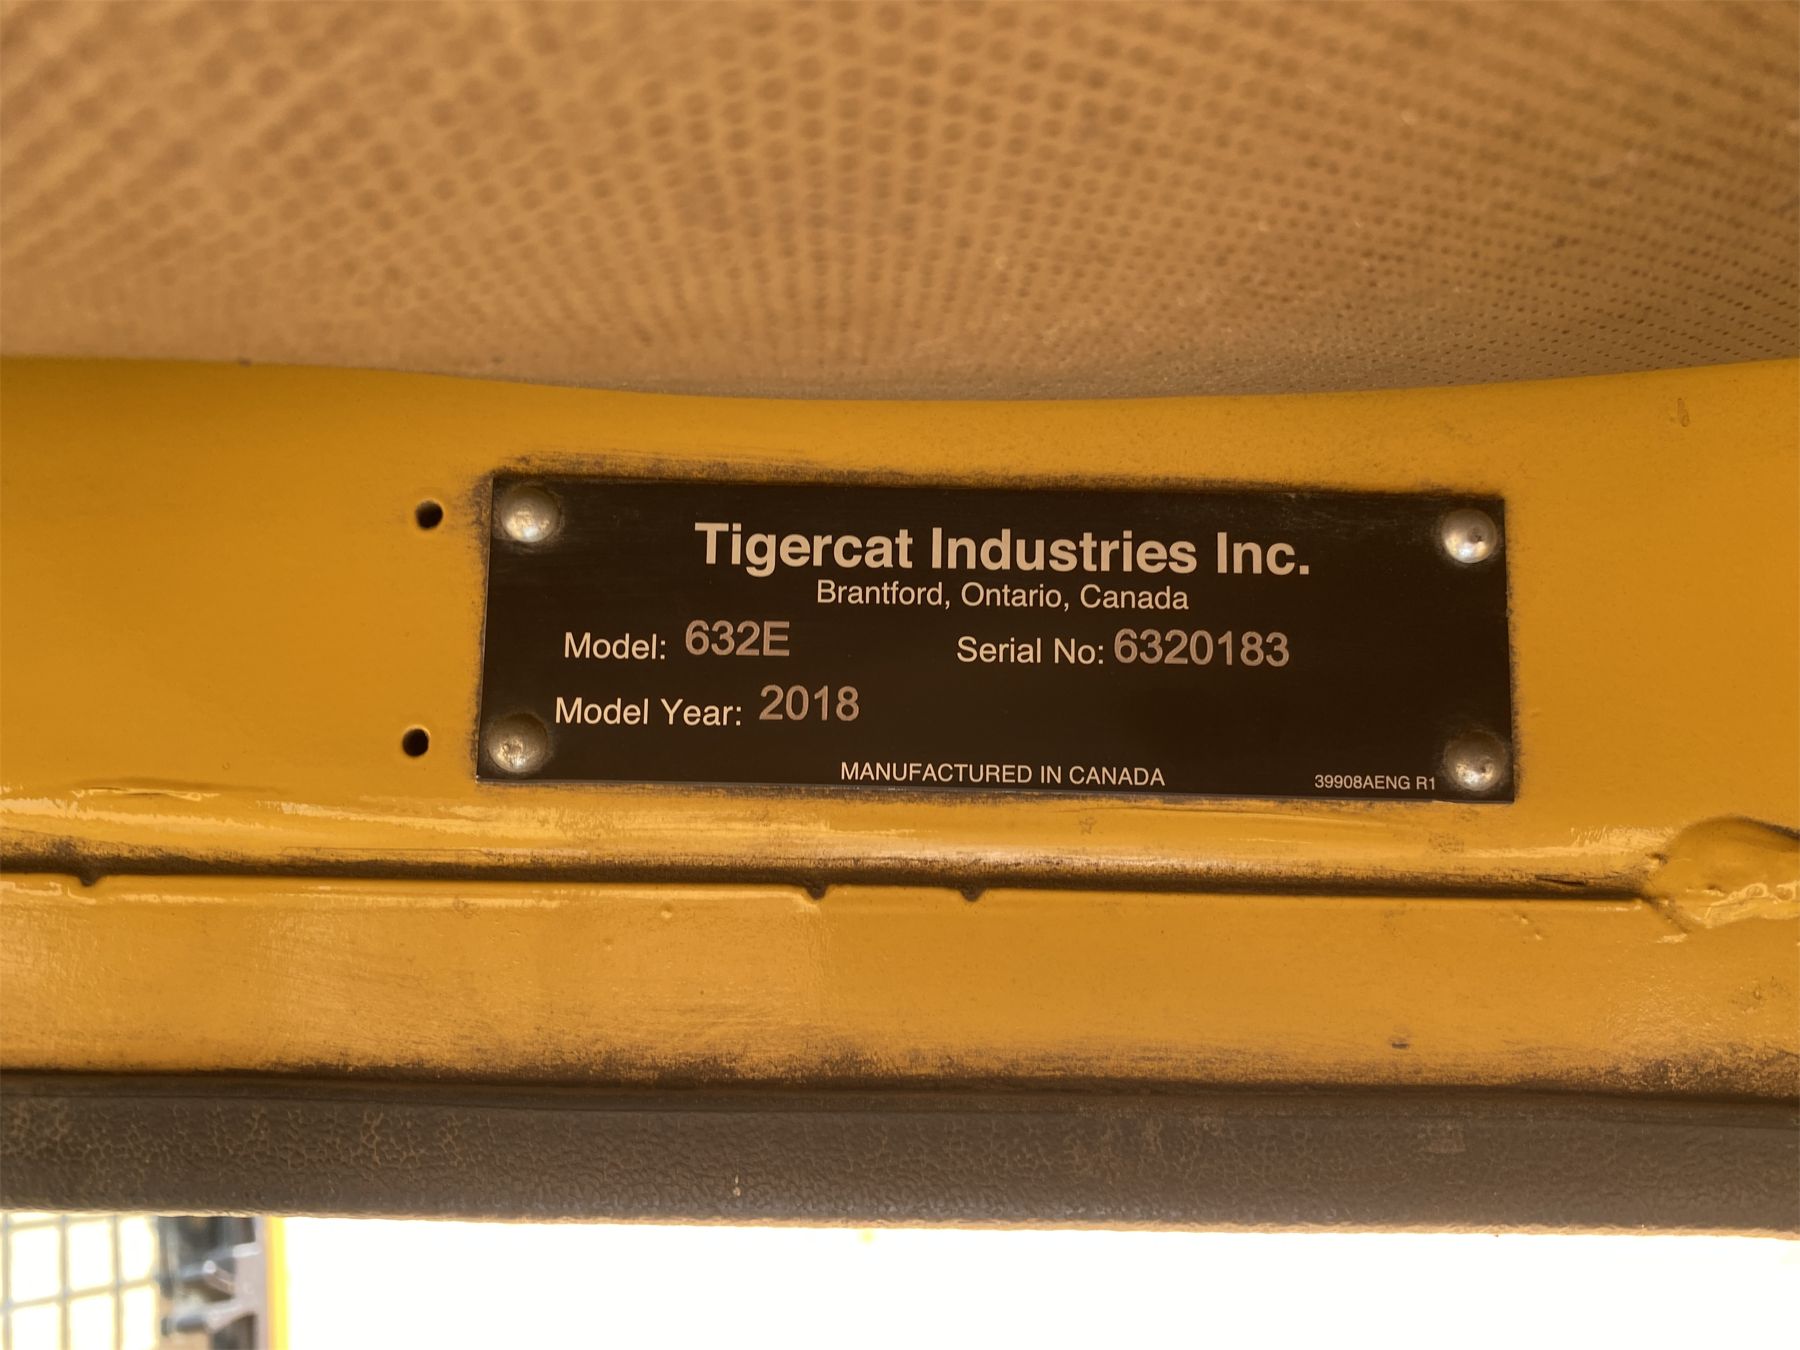 Tigercat Industries Inc.
Brantford, Ontario, Canada
Model: 632E Serial No: 6320183
Model Year: 2018
MANUFACTURED IN CANADA 39908AENG R1